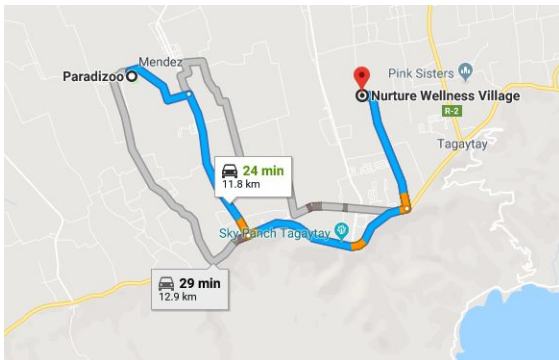 Mendez
Paradizoo
Pink Sisters
Nurture Wellness Village
R-2
Tagaytay
24 min
11.8 km
Sky Ranch Tagaytay
29 min
12.9 km